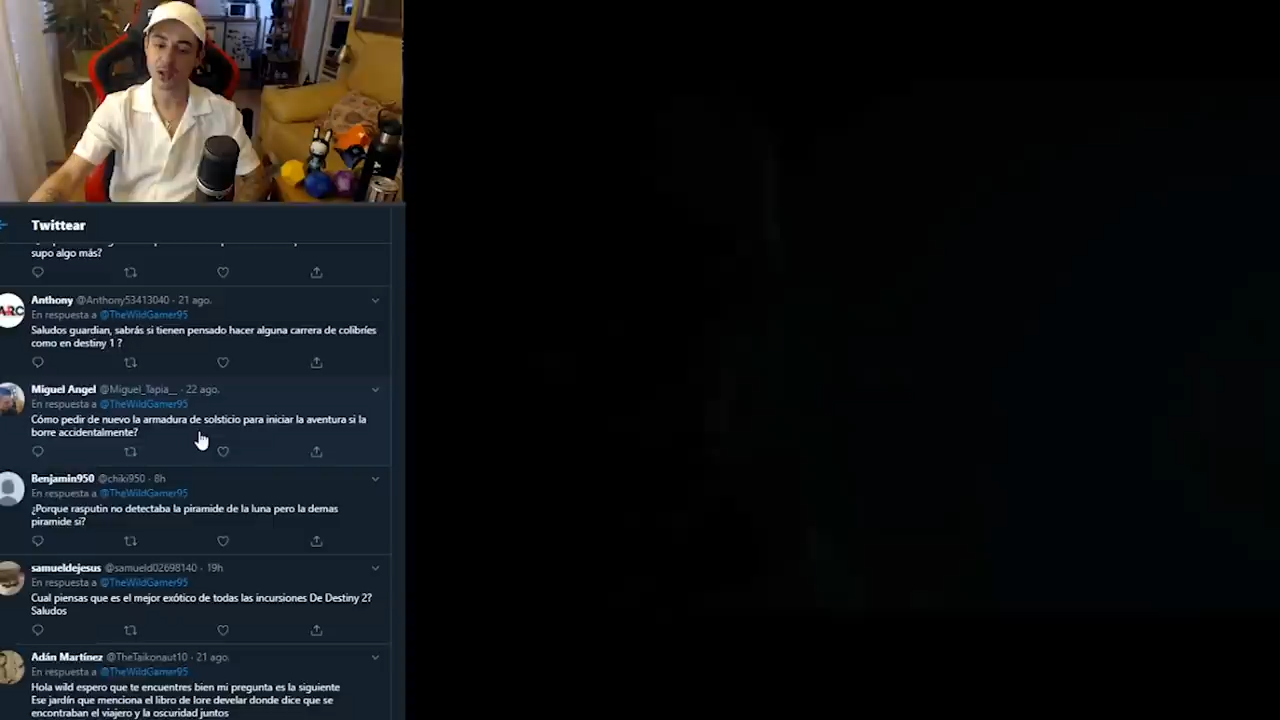 Twittear
supo algo más?
Anthony @Anthony53413040 · 21 ago.
En respuesta a @TheWildGamer95
Saludos guardian, sabrás si tienen pensado hacer alguna carrera de colibríes
como en destiny 1 ?
Miguel Angel @Miguel_Tapia__ · 22 ago.
En respuesta a @TheWildGamer95
Cómo pedir de nuevo la armadura de solsticio para iniciar la aventura si la
borre accidentalmente?
Benjamin950 @chiki950 · 8h
En respuesta a @TheWildGamer95
¿Porque rasputin no detectaba la piramide de la luna pero la demas
piramide si?
samueldejesus @samueld02698140 · 19h
En respuesta a @TheWildGamer95
Cual piensas que es el mejor exótico de todas las incursiones De Destiny 2?
Saludos
Adán Martínez @TheTaikonaut10 · 21 ago.
En respuesta a @TheWildGamer95
Hola wild espero que te encuentres bien mi pregunta es la siguiente
Ese jardín que menciona el libro de lore develar donde dice que se
encontraban el viajero y la oscuridad juntos